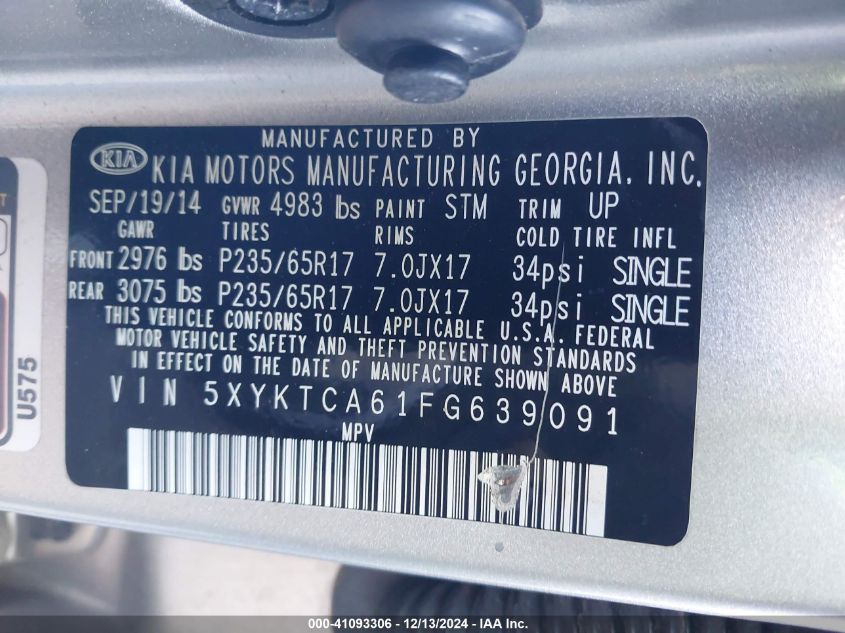 MANUFACTURED BY
KIA KIA MOTORS MANUFACTURING GEORGIA, INC.
SEP/19/14 GVWR 4983 lbs PAINT STM TRIM UP
GAWR TIRES RIMS COLD TIRE INFL
FRONT 2976 lbs P235/65R17 7.0JX17 34psi SINGLE
REAR 3075 lbs P235/65R17 7.0JX17 34psi SINGLE
THIS VEHICLE CONFORMS TO ALL APPLICABLE U.S.A. FEDERAL
MOTOR VEHICLE SAFETY AND THEFT PREVENTION STANDARDS
IN EFFECT ON THE DATE OF MANUFACTURE SHOWN ABOVE
VIN 5XYKTCA61FG639091
MPV
U575
000-41093306 - 12/13/2024 - IAA Inc.